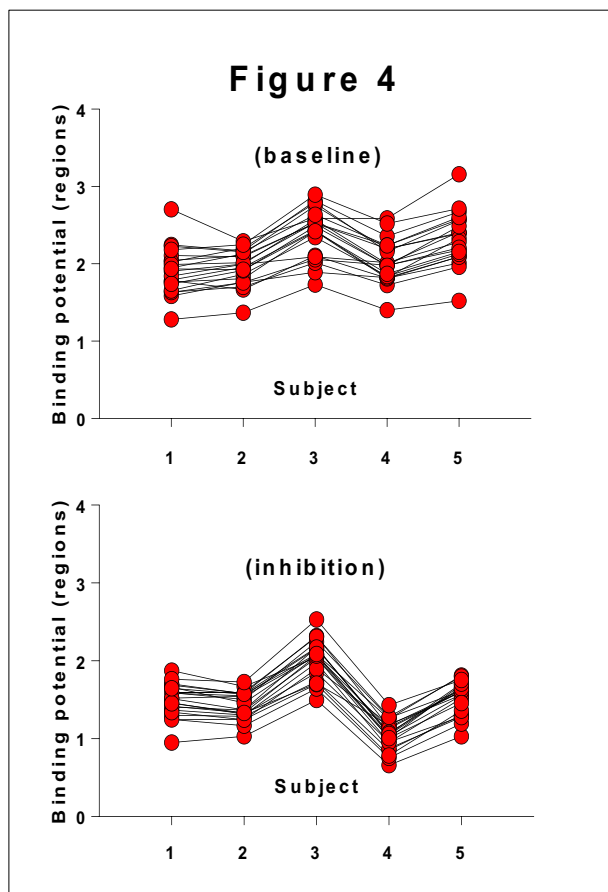 Figure 4
4
(baseline)
3
2
1
0
Binding potential (regions)
Subject
1 2 3 4 5
4
(inhibition)
3
2
1
0
Binding potential (regions)
Subject
1 2 3 4 5